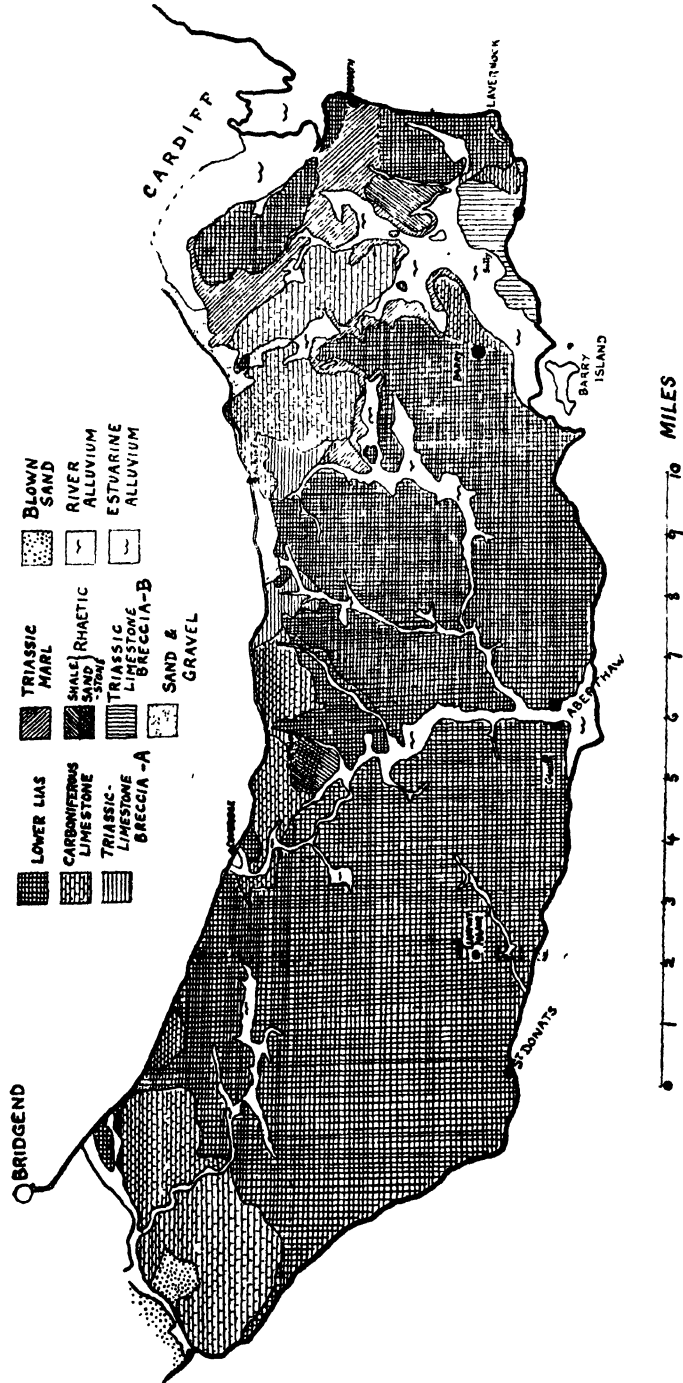 BRIDGEND
CARDIFF
LOWER LIAS
CARBONIFEROUS
LIMESTONE
TRIASSIC-
LIMESTONE
BRECCIA-A
TRIASSIC
MARL
SHALE
SAND
-STONE
} RHAETIC
TRIASSIC
LIMESTONE
BRECCIA-B
SAND &
GRAVEL
BLOWN
SAND
RIVER
ALLUVIUM
ESTUARINE
ALLUVIUM
LAVERNOCK
Sully
BARRY
BARRY
ISLAND
ABERTHAW
ST DONATS
0 1 2 3 4 5 6 7 8 9 10 MILES